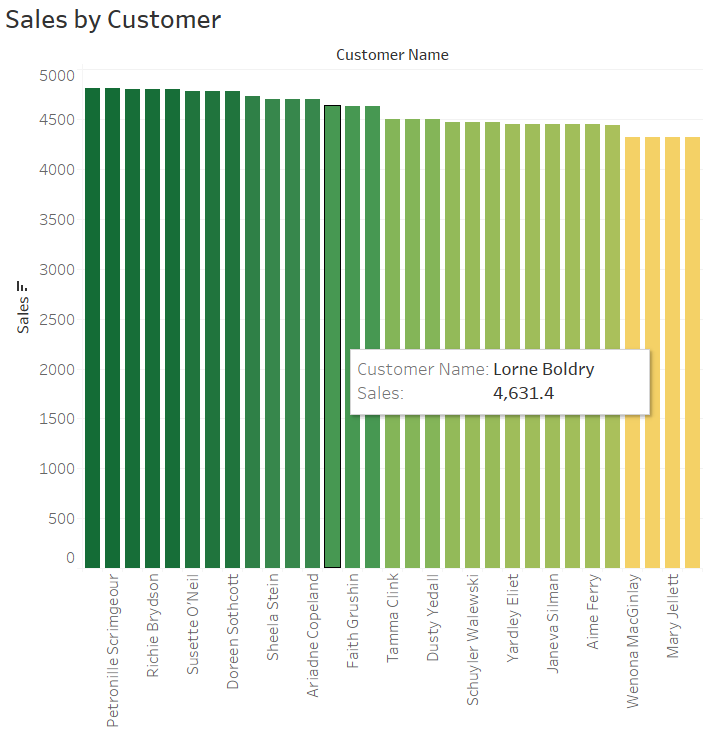 Sales by Customer
Customer Name
5000
4500
4000
3500
3000
2500
2000
1500
1000
500
0
Sales
Customer Name: Lorne Boldry
Sales: 4,631.4
Petronille Scrimgeour
Richie Brydson
Susette O'Neil
Doreen Sothcott
Sheela Stein
Ariadne Copeland
Faith Grushin
Tamma Clink
Dusty Yedall
Schuyler Walewski
Yardley Eliet
Janeva Silman
Aime Ferry
Wenona MacGinlay
Mary Jellett